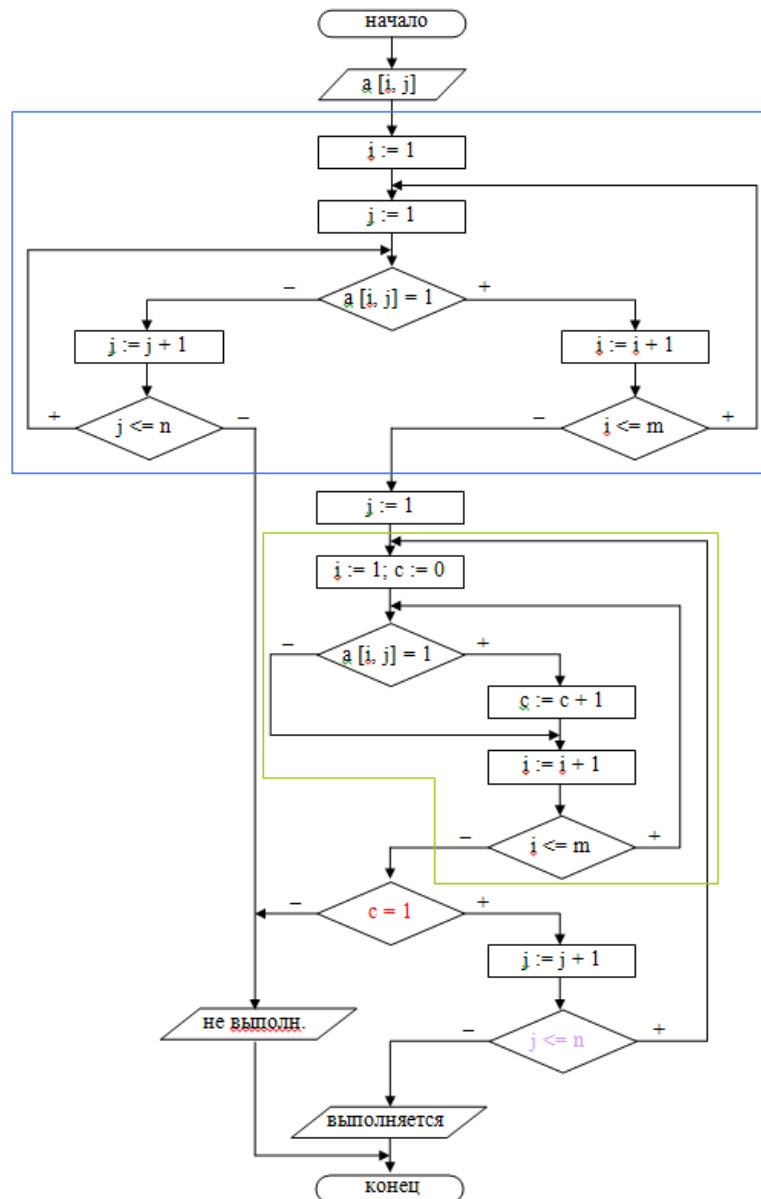 начало
a [i, j]
i := 1
j := 1
a [i, j] = 1
–
+
j := j + 1
i := i + 1
j <= n
+
–
i <= m
–
+
j := 1
i := 1; c := 0
a [i, j] = 1
–
+
c := c + 1
i := i + 1
i <= m
–
+
c = 1
–
+
j := j + 1
не выполн.
j <= n
–
+
выполняется
конец